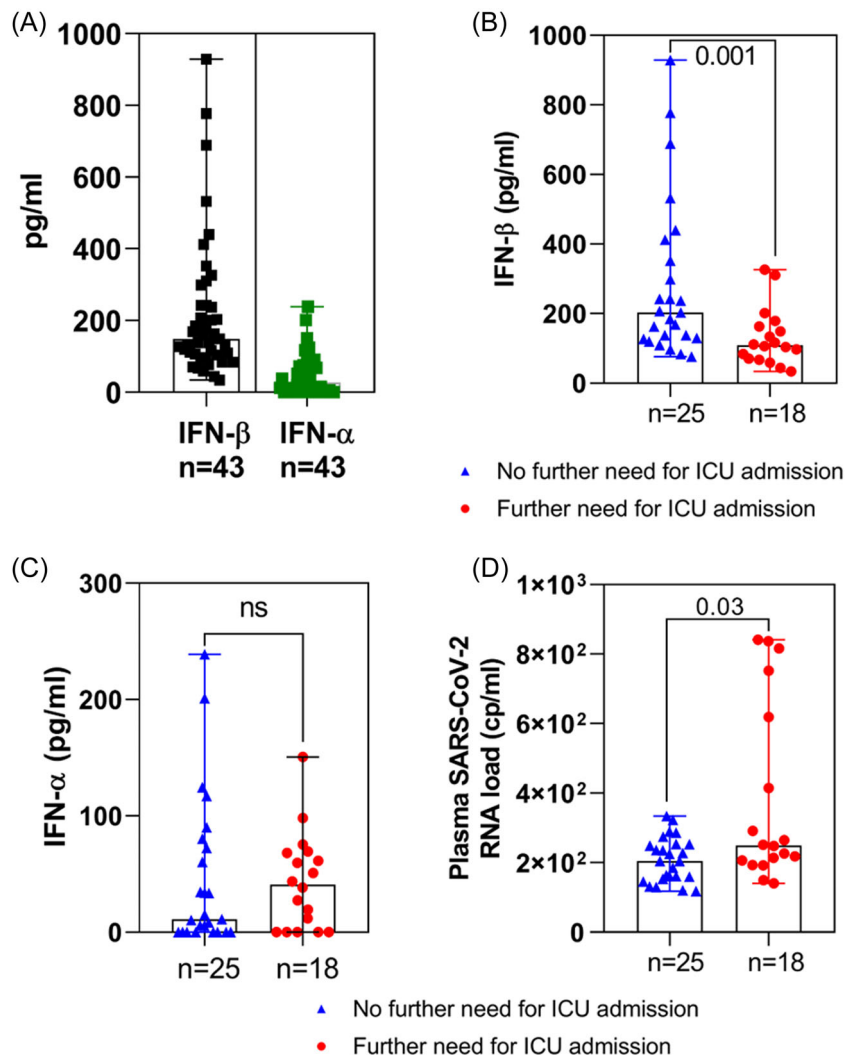 (A)
1000
800
600
400
200
0
pg/ml
IFN-β IFN-α
n=43 n=43
(B)
1000
800
600
400
200
0
IFN-β (pg/ml)
0.001
n=25 n=18
No further need for ICU admission
Further need for ICU admission
(C)
300
200
100
0
IFN-α (pg/ml)
ns
n=25 n=18
(D)
1×10³
8×10²
6×10²
4×10²
2×10²
0
Plasma SARS-CoV-2
RNA load (cp/ml)
0.03
n=25 n=18
No further need for ICU admission
Further need for ICU admission